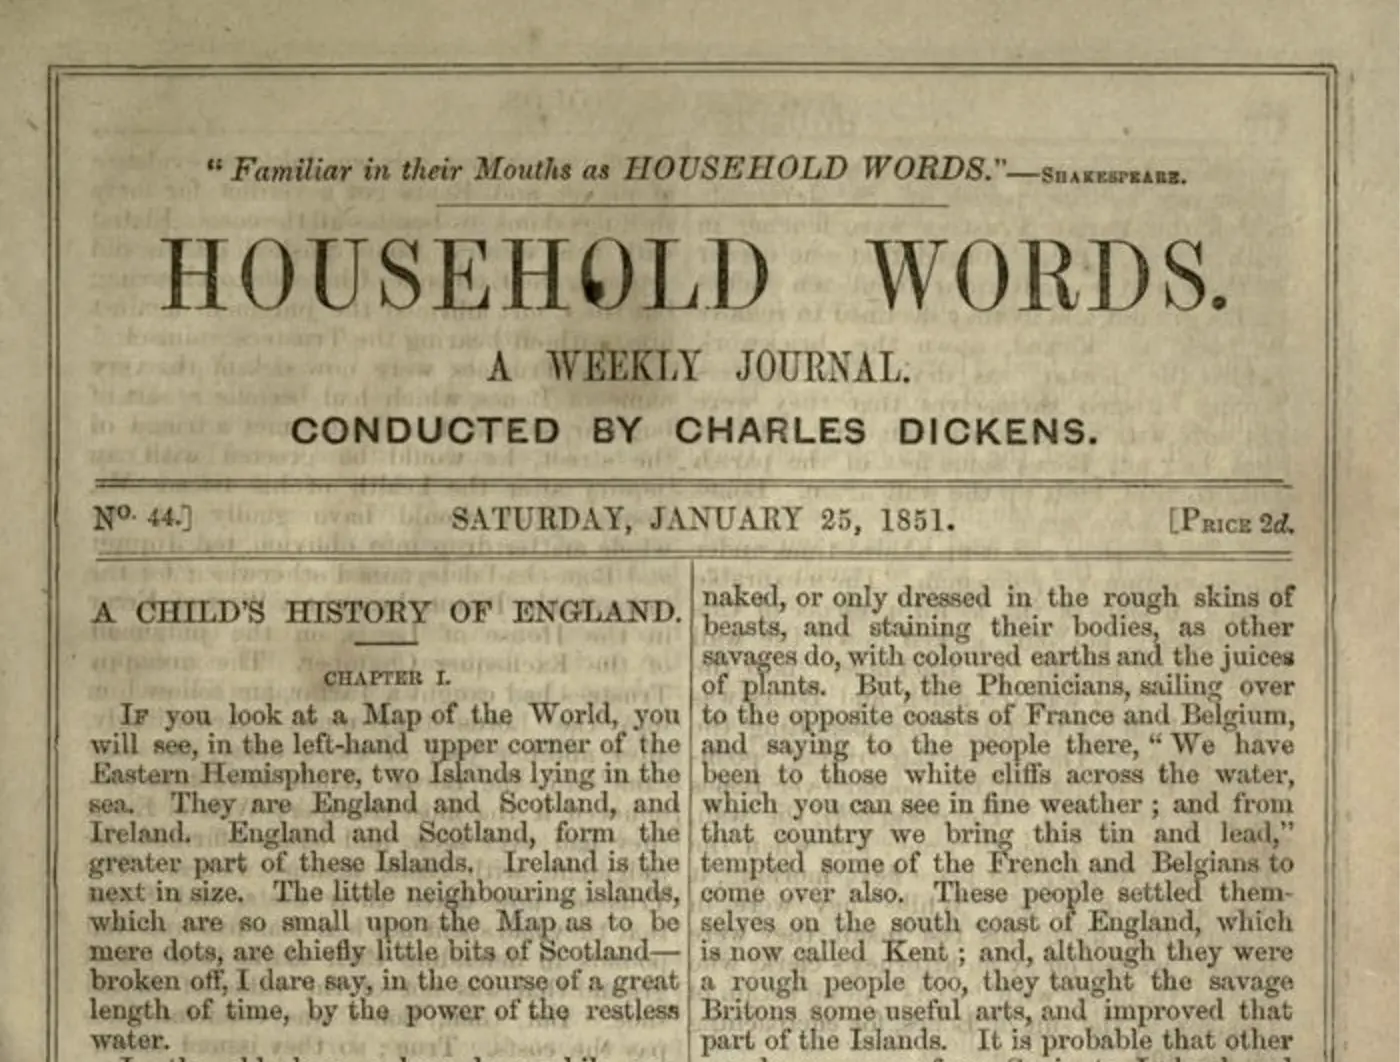 “ Familiar in their Mouths as HOUSEHOLD WORDS.”—SHAKESPEARE.
HOUSEHOLD WORDS.
A WEEKLY JOURNAL.
CONDUCTED BY CHARLES DICKENS.
No. 44.] SATURDAY, JANUARY 25, 1851. [PRICE 2d.
A CHILD'S HISTORY OF ENGLAND.
CHAPTER I.
IF you look at a Map of the World, you
will see, in the left-hand upper corner of the
Eastern Hemisphere, two Islands lying in the
sea. They are England and Scotland, and
Ireland. England and Scotland, form the
greater part of these Islands. Ireland is the
next in size. The little neighbouring islands,
which are so small upon the Map as to be
mere dots, are chiefly little bits of Scotland—
broken off, I dare say, in the course of a great
length of time, by the power of the restless
water.
naked, or only dressed in the rough skins of
beasts, and staining their bodies, as other
savages do, with coloured earths and the juices
of plants. But, the Phœnicians, sailing over
to the opposite coasts of France and Belgium,
and saying to the people there, “ We have
been to those white cliffs across the water,
which you can see in fine weather ; and from
that country we bring this tin and lead,”
tempted some of the French and Belgians to
come over also. These people settled them-
selves on the south coast of England, which
is now called Kent ; and, although they were
a rough people too, they taught the savage
Britons some useful arts, and improved that
part of the Islands. It is probable that other